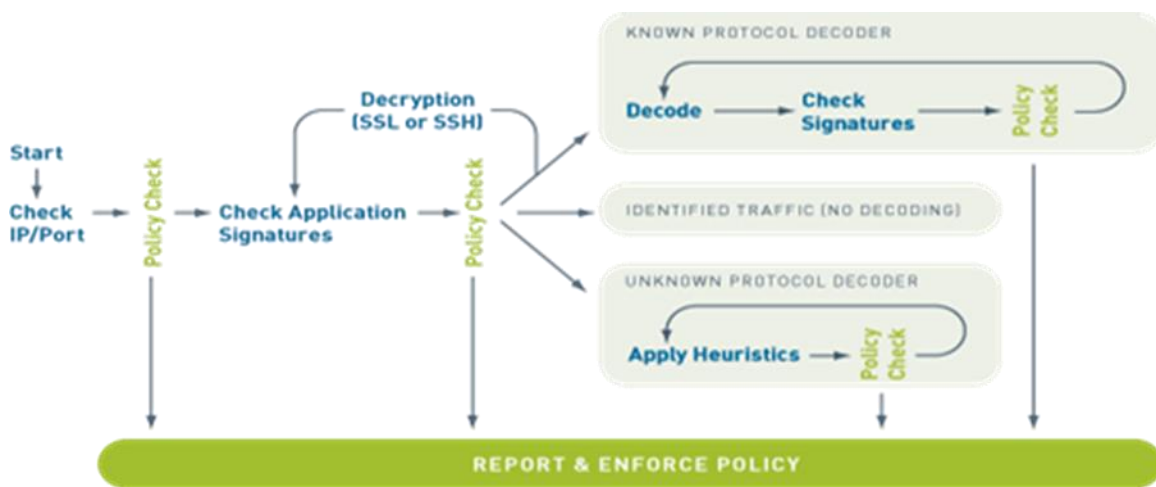 Start
Check
IP/Port
Policy Check
Check Application
Signatures
Decryption
(SSL or SSH)
Policy Check
KNOWN PROTOCOL DECODER
Decode
Check
Signatures
Policy
Check
IDENTIFIED TRAFFIC (NO DECODING)
UNKNOWN PROTOCOL DECODER
Apply Heuristics
Policy
Check
REPORT & ENFORCE POLICY